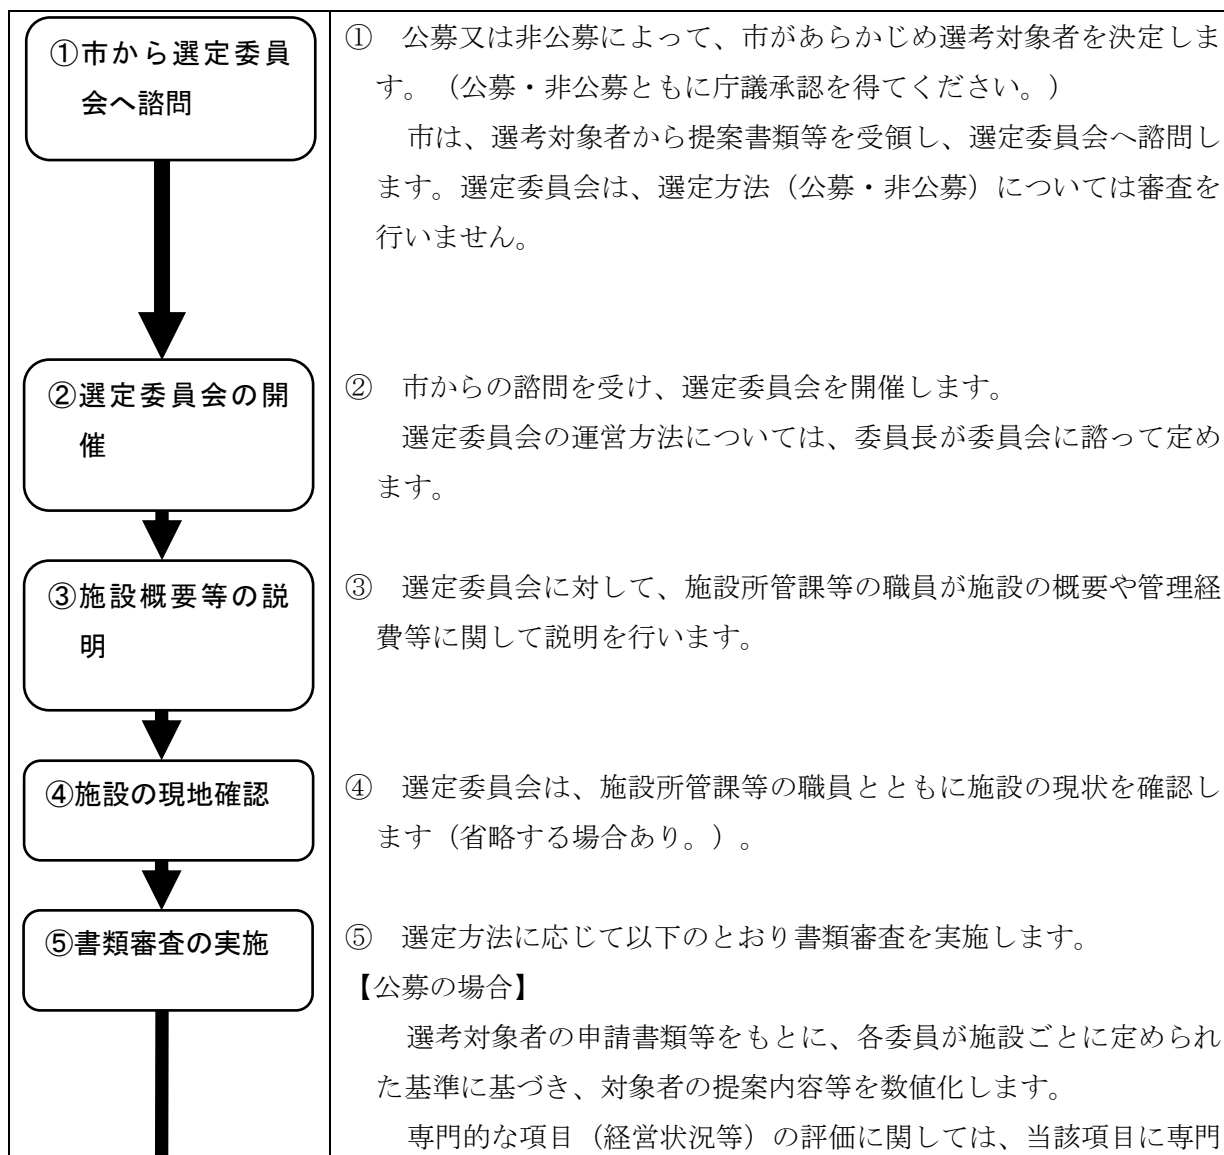 ①市から選定委員
会へ諮問
① 公募又は非公募によって、市があらかじめ選考対象者を決定しま
す。（公募・非公募ともに庁議承認を得てください。）
市は、選考対象者から提案書類等を受領し、選定委員会へ諮問し
ます。選定委員会は、選定方法（公募・非公募）については審査を
行いません。
②選定委員会の開
催
② 市からの諮問を受け、選定委員会を開催します。
選定委員会の運営方法については、委員長が委員会に諮って定め
ます。
③施設概要等の説
明
③ 選定委員会に対して、施設所管課等の職員が施設の概要や管理経
費等に関して説明を行います。
④施設の現地確認
④ 選定委員会は、施設所管課等の職員とともに施設の現状を確認し
ます（省略する場合あり。）。
⑤書類審査の実施
⑤ 選定方法に応じて以下のとおり書類審査を実施します。
【公募の場合】
選考対象者の申請書類等をもとに、各委員が施設ごとに定められ
た基準に基づき、対象者の提案内容等を数値化します。
専門的な項目（経営状況等）の評価に関しては、当該項目に専門